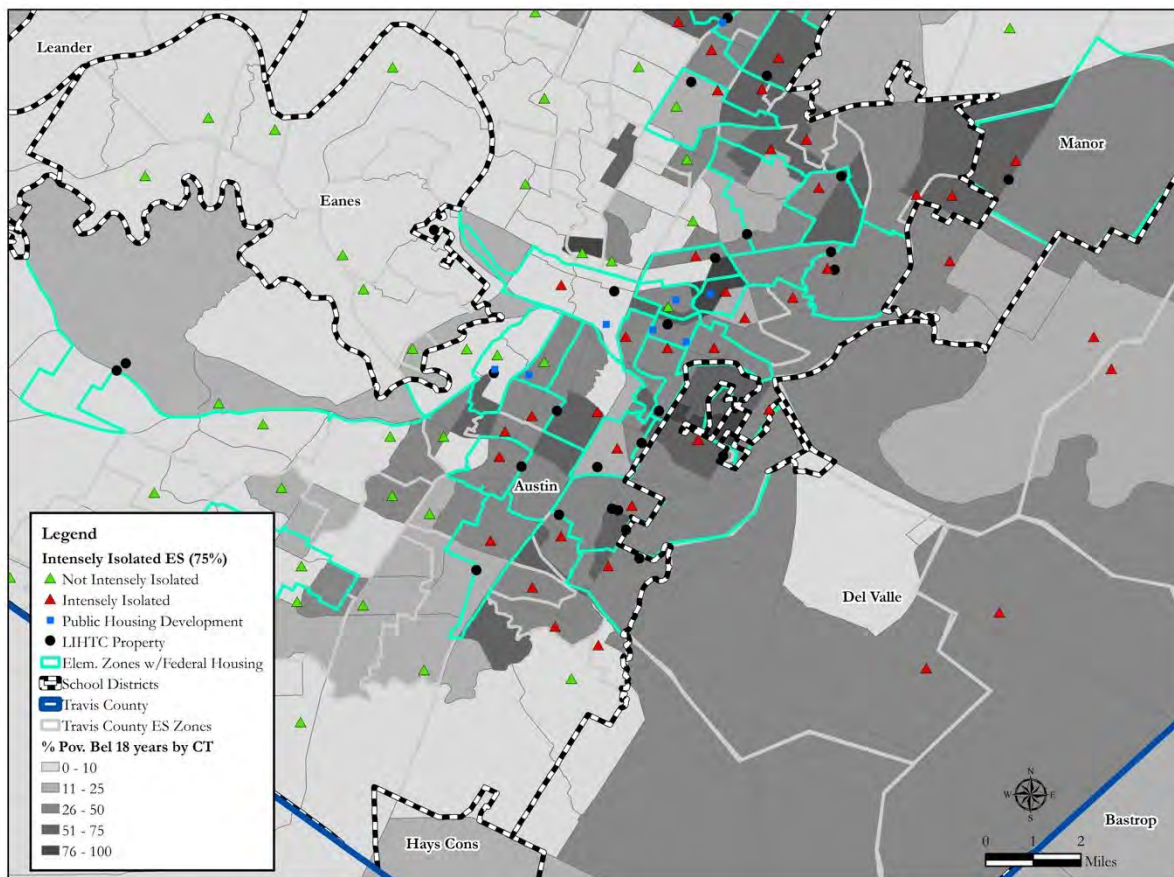 Leander
Manor
Eanes
Austin
Del Valle
Hays Cons
Bastrop
Legend
Intensely Isolated ES (75%)
Not Intensely Isolated
Intensely Isolated
Public Housing Development
LIHTC Property
Elem. Zones w/Federal Housing
School Districts
Travis County
Travis County ES Zones
% Pov. Bel 18 years by CT
0 - 10
11 - 25
26 - 50
51 - 75
76 - 100
N
W E
S
0 1 2
Miles